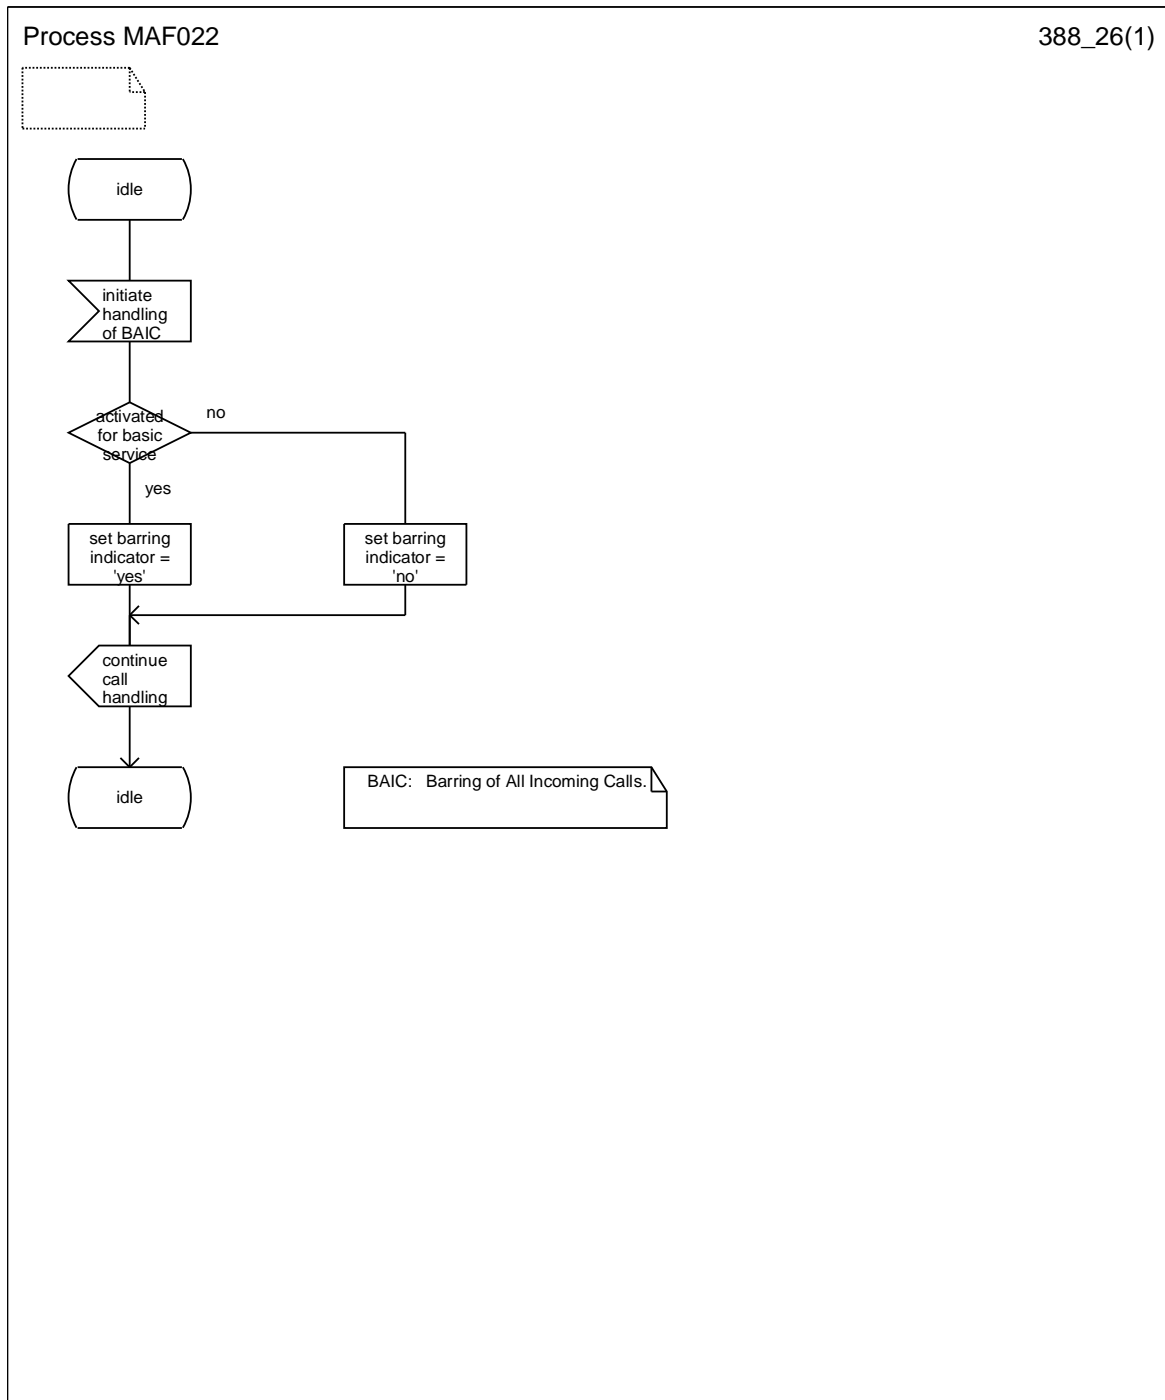 Process MAF022
388_26(1)
idle
initiate
handling
of BAIC
activated
for basic
service
no
yes
set barring
indicator =
'yes'
set barring
indicator =
'no'
continue
call
handling
idle
BAIC: Barring of All Incoming Calls.